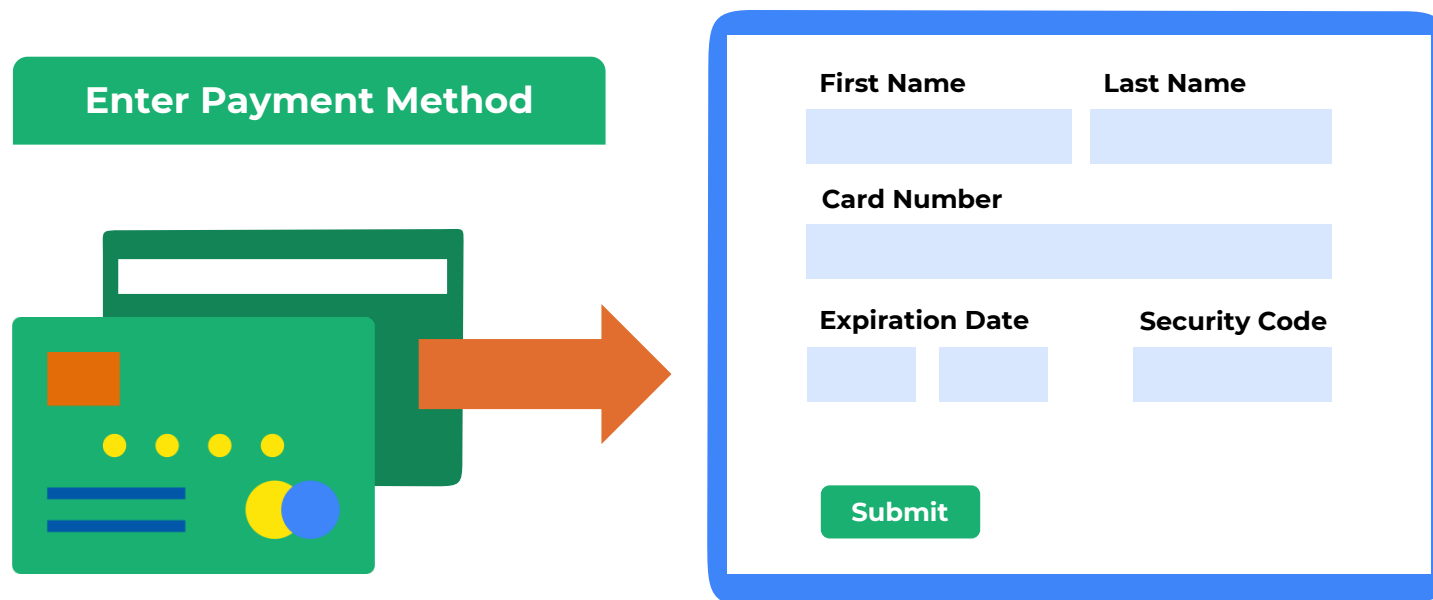 Enter Payment Method
First Name
Last Name
Card Number
Expiration Date
Security Code
Submit